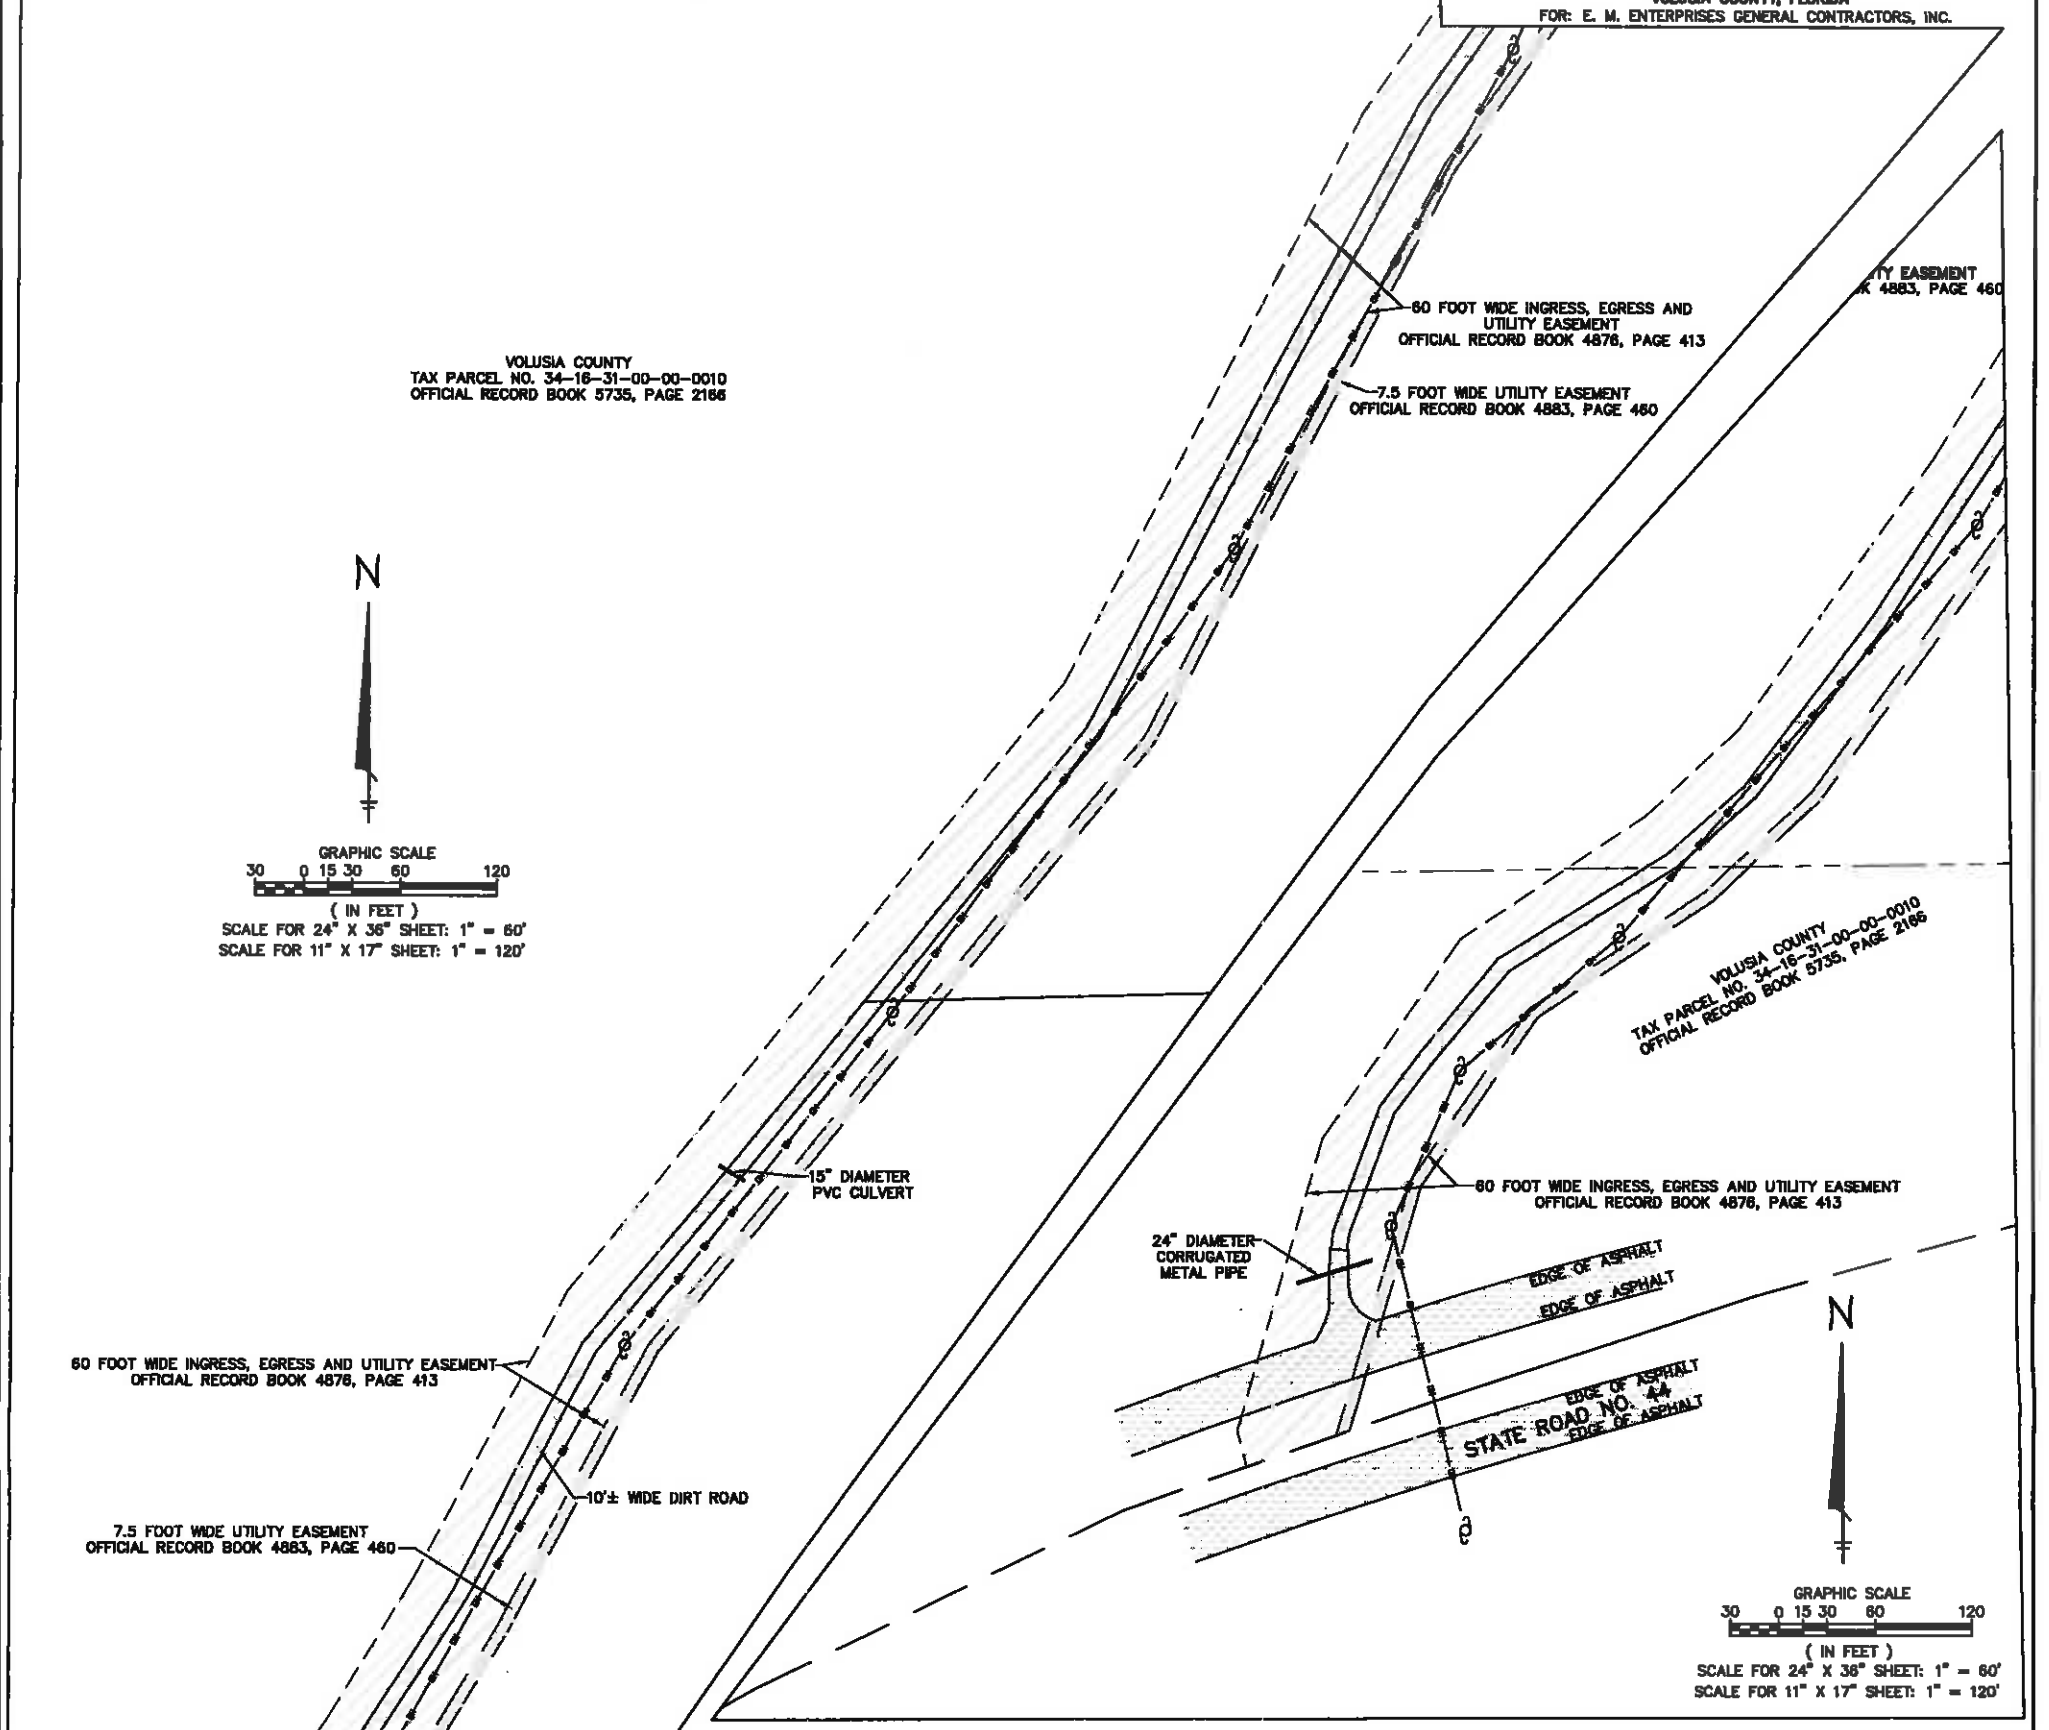 FOR: E. M. ENTERPRISES GENERAL CONTRACTORS, INC.
TY EASEMENT
K 4883, PAGE 460
60 FOOT WIDE INGRESS, EGRESS AND
UTILITY EASEMENT
OFFICIAL RECORD BOOK 4876, PAGE 413
VOLUSIA COUNTY
TAX PARCEL NO. 34-16-31-00-00-0010
OFFICIAL RECORD BOOK 5735, PAGE 2166
7.5 FOOT WIDE UTILITY EASEMENT
OFFICIAL RECORD BOOK 4883, PAGE 460
N
GRAPHIC SCALE
30 0 15 30 60 120
( IN FEET )
SCALE FOR 24" X 36" SHEET: 1" = 60'
SCALE FOR 11" X 17" SHEET: 1" = 120'
VOLUSIA COUNTY
TAX PARCEL NO. 34-16-31-00-00-0010
OFFICIAL RECORD BOOK 5735, PAGE 2166
15" DIAMETER
PVC CULVERT
60 FOOT WIDE INGRESS, EGRESS AND UTILITY EASEMENT
OFFICIAL RECORD BOOK 4876, PAGE 413
24" DIAMETER
CORRUGATED
METAL PIPE
EDGE OF ASPHALT
EDGE OF ASPHALT
N
60 FOOT WIDE INGRESS, EGRESS AND UTILITY EASEMENT
OFFICIAL RECORD BOOK 4876, PAGE 413
EDGE OF ASPHALT
STATE ROAD NO. 44
EDGE OF ASPHALT
10'± WIDE DIRT ROAD
7.5 FOOT WIDE UTILITY EASEMENT
OFFICIAL RECORD BOOK 4883, PAGE 460
GRAPHIC SCALE
30 0 15 30 60 120
( IN FEET )
SCALE FOR 24" X 36" SHEET: 1" = 60'
SCALE FOR 11" X 17" SHEET: 1" = 120'